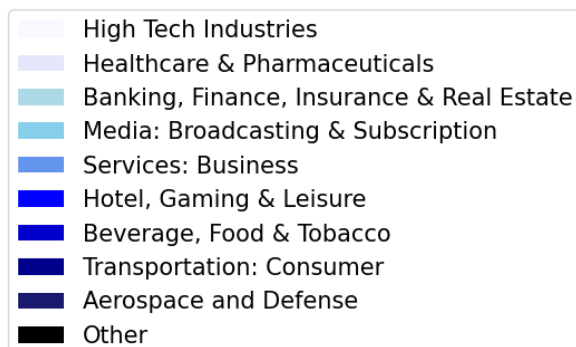 High Tech Industries
Healthcare & Pharmaceuticals
Banking, Finance, Insurance & Real Estate
Media: Broadcasting & Subscription
Services: Business
Hotel, Gaming & Leisure
Beverage, Food & Tobacco
Transportation: Consumer
Aerospace and Defense
Other